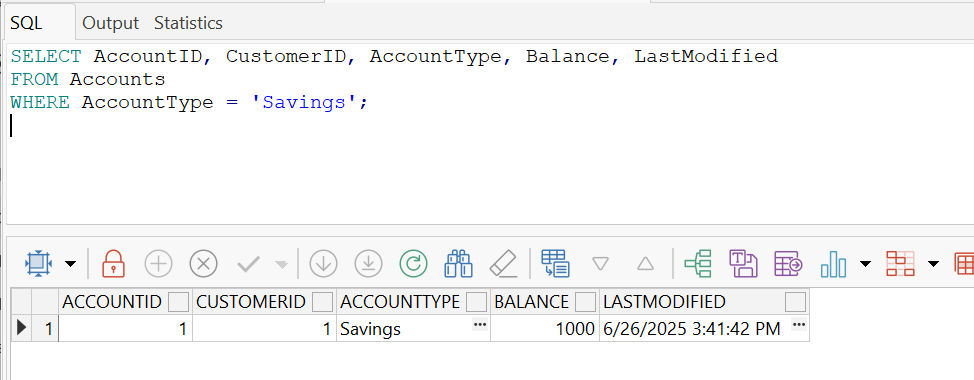 SQL Output Statistics
SELECT AccountID, CustomerID, AccountType, Balance, LastModified
FROM Accounts
WHERE AccountType = 'Savings';
ACCOUNTID CUSTOMERID ACCOUNTTYPE BALANCE LASTMODIFIED
1 1 1 Savings ... 1000 6/26/2025 3:41:42 PM ...